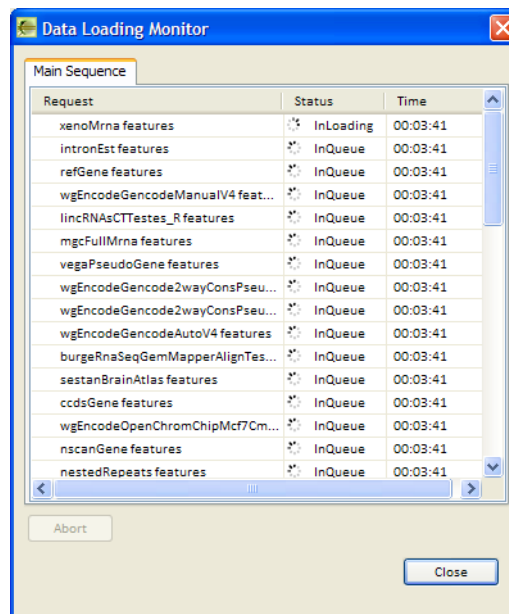 Data Loading Monitor
Main Sequence
Request Status Time
xenoMrna features InLoading 00:03:41
intronEst features InQueue 00:03:41
refGene features InQueue 00:03:41
wgEncodeGencodeManualV4 feat... InQueue 00:03:41
lincRNAsCTTestes_R features InQueue 00:03:41
mgcFullMrna features InQueue 00:03:41
vegaPseudoGene features InQueue 00:03:41
wgEncodeGencode2wayConsPseu... InQueue 00:03:41
wgEncodeGencode2wayConsPseu... InQueue 00:03:41
wgEncodeGencodeAutoV4 features InQueue 00:03:41
burgeRnaSeqGemMapperAlignTes... InQueue 00:03:41
sestanBrainAtlas features InQueue 00:03:41
ccdsGene features InQueue 00:03:41
wgEncodeOpenChromChipMcf7Cm... InQueue 00:03:41
nscanGene features InQueue 00:03:41
nestedRepeats features InQueue 00:03:41
Abort
Close